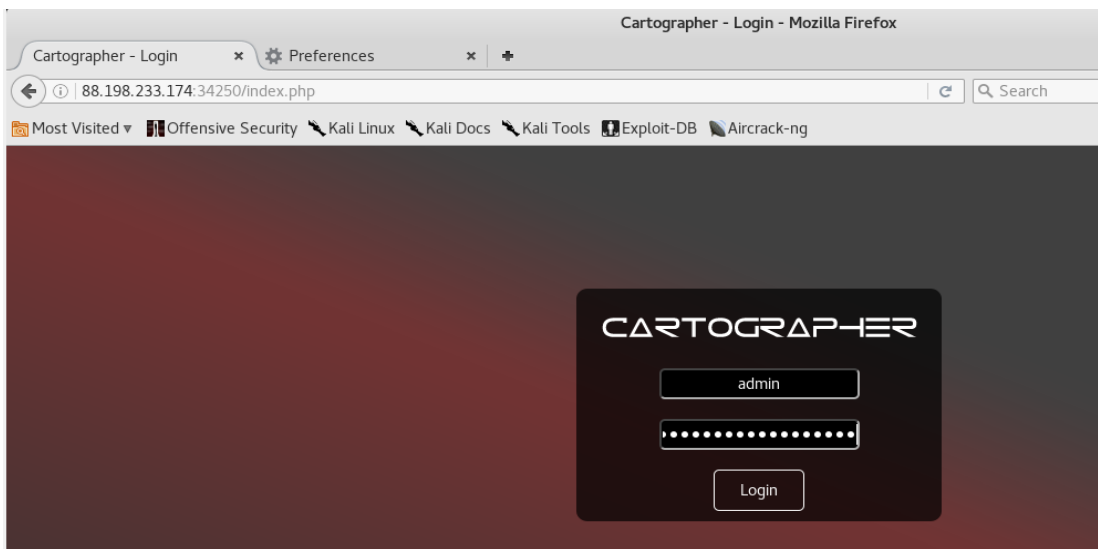 Cartographer - Login - Mozilla Firefox
Cartographer - Login
Preferences
88.198.233.174:34250/index.php
Search
Most Visited Offensive Security Kali Linux Kali Docs Kali Tools Exploit-DB Aircrack-ng
CARTOGRAPHER
admin
Login